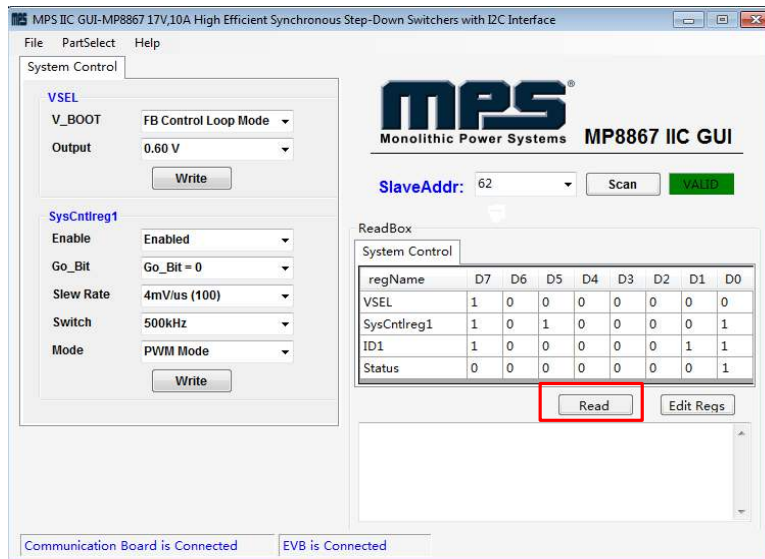 MPS IIC GUI-MP8867 17V,10A High Efficient Synchronous Step-Down Switchers with I2C Interface
File PartSelect Help
System Control
VSEL
V_BOOT FB Control Loop Mode
Output 0.60 V
Write
SysCntlreg1
Enable Enabled
Go_Bit Go_Bit = 0
Slew Rate 4mV/us (100)
Switch 500kHz
Mode PWM Mode
Write
mps®
Monolithic Power Systems MP8867 IIC GUI
SlaveAddr: 62 Scan VALID
ReadBox
System Control
regName D7 D6 D5 D4 D3 D2 D1 D0
VSEL 1 0 0 0 0 0 0 0
SysCntlreg1 1 0 1 0 0 0 0 1
ID1 1 0 0 0 0 0 1 1
Status 0 0 0 0 0 0 0 1
Read Edit Regs
Communication Board is Connected EVB is Connected